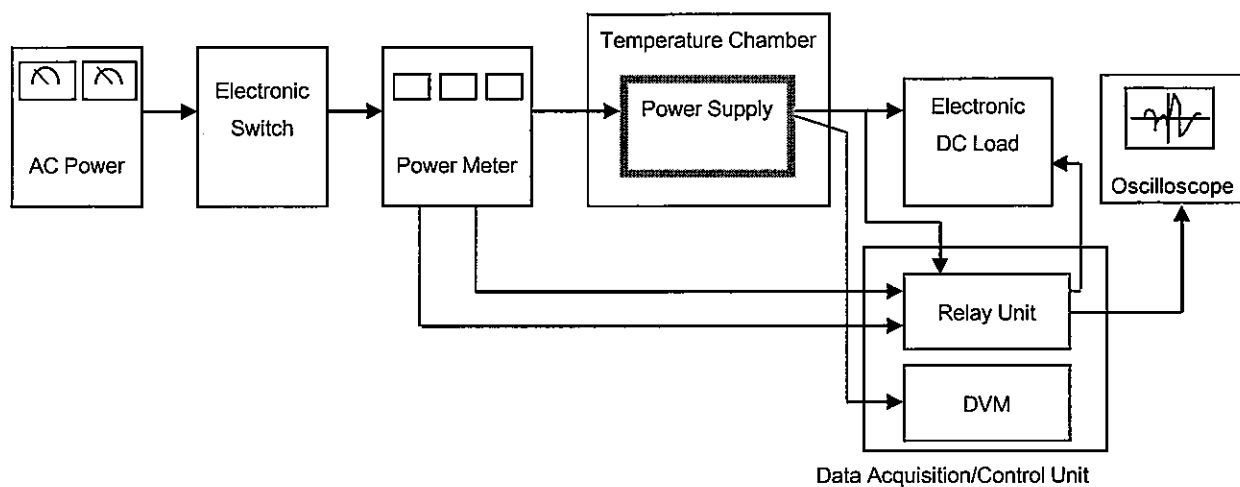 Temperature Chamber
Electronic
Switch
Power Supply
Electronic
DC Load
AC Power
Power Meter
Oscilloscope
Relay Unit
DVM
Data Acquisition/Control Unit